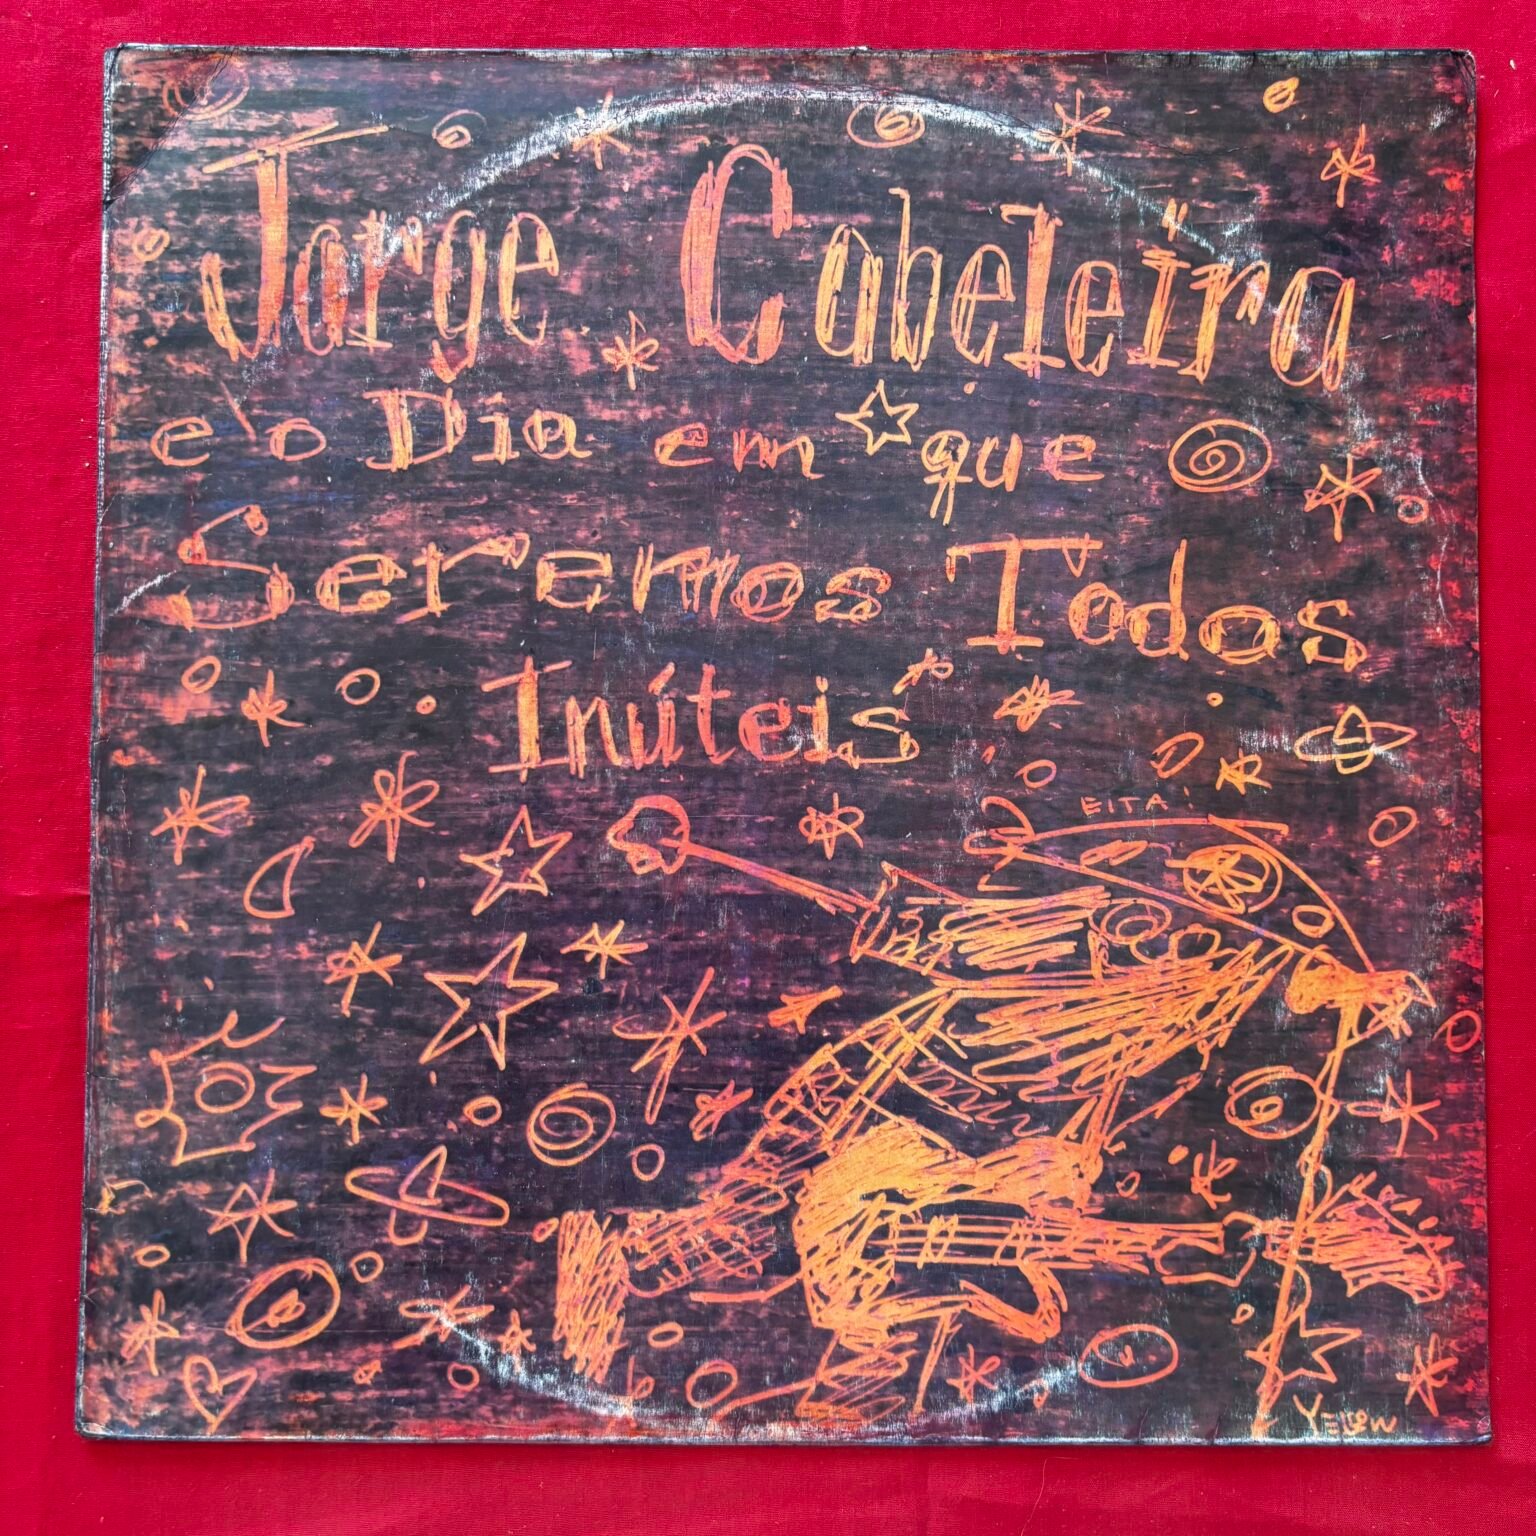 Jorge Cabeleira
e o Dia em que
Seremos Todos
Inúteis
EITA!
YELLOW